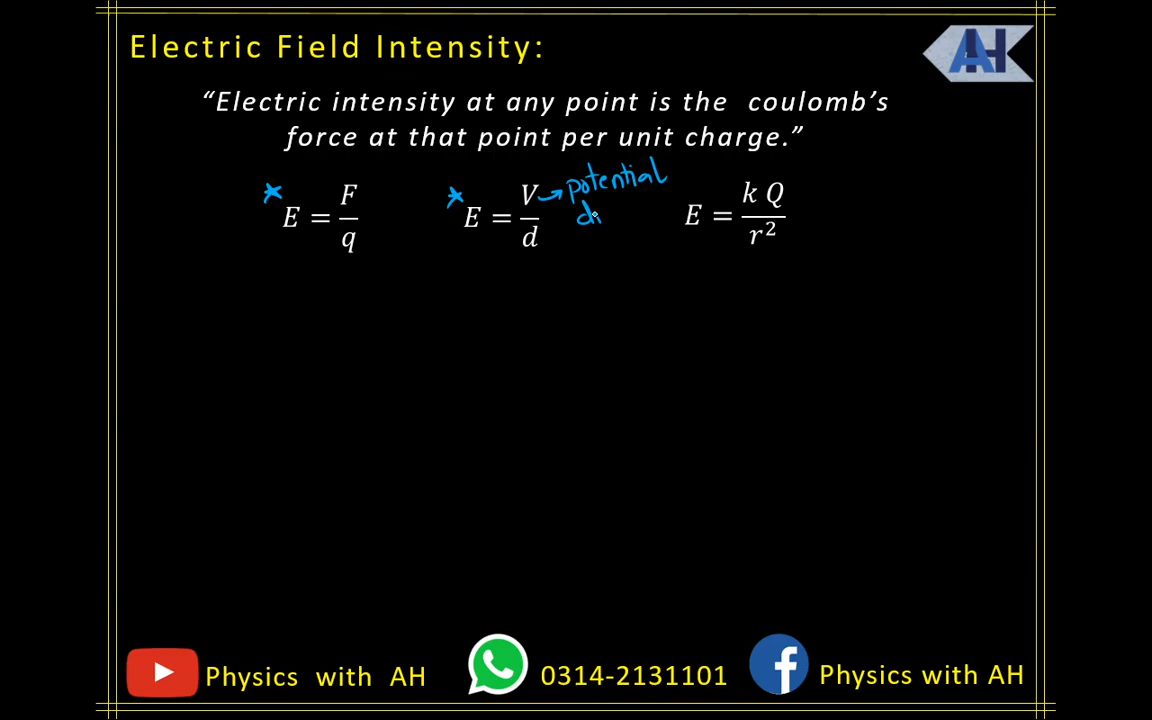 Electric Field Intensity:
AH
“Electric intensity at any point is the coulomb’s
force at that point per unit charge.”
E = F/q
E = V/d → potential
di
E = k Q/r²
Physics with AH
0314-2131101
Physics with AH